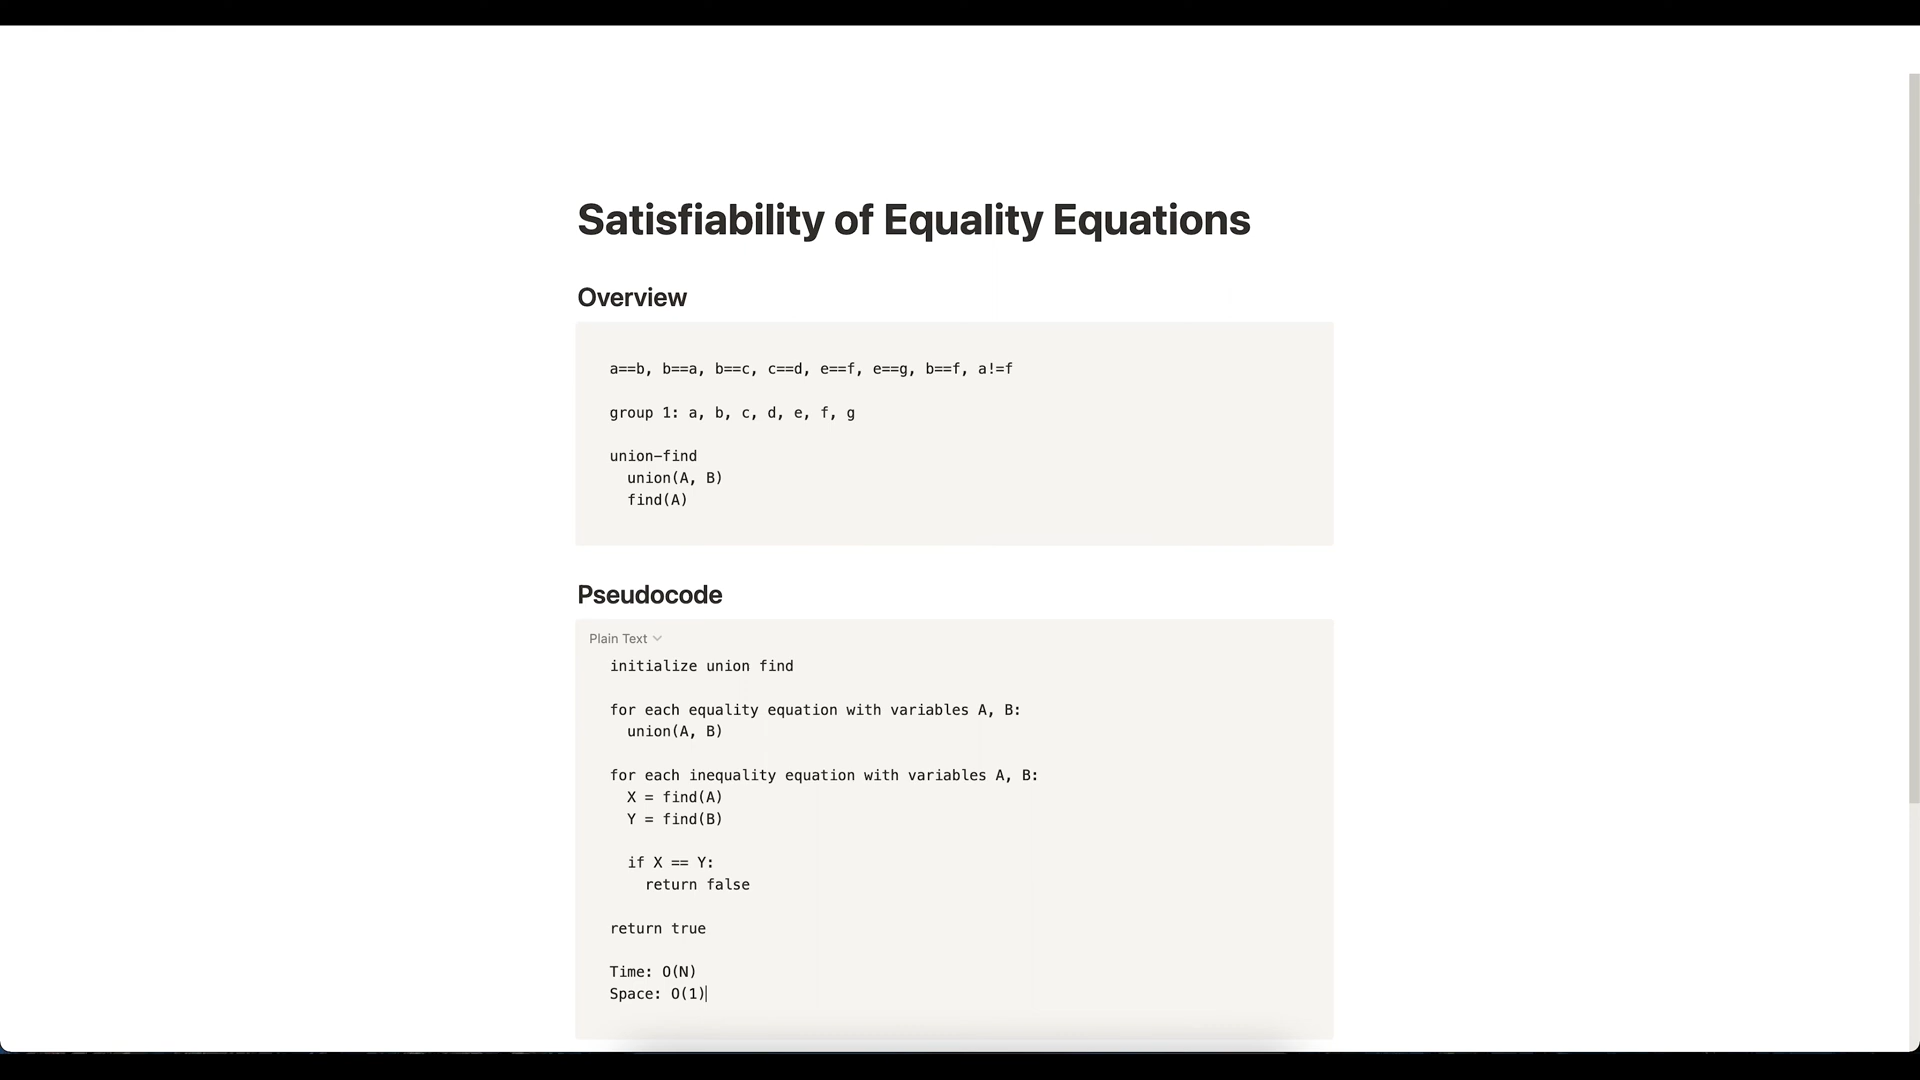 Satisfiability of Equality Equations
Overview
a==b, b==a, b==c, c==d, e==f, e==g, b==f, a!=f
group 1: a, b, c, d, e, f, g
union-find
union(A, B)
find(A)
Pseudocode
Plain Text
initialize union find
for each equality equation with variables A, B:
union(A, B)
for each inequality equation with variables A, B:
X = find(A)
Y = find(B)
if X == Y:
return false
return true
Time: O(N)
Space: O(1)